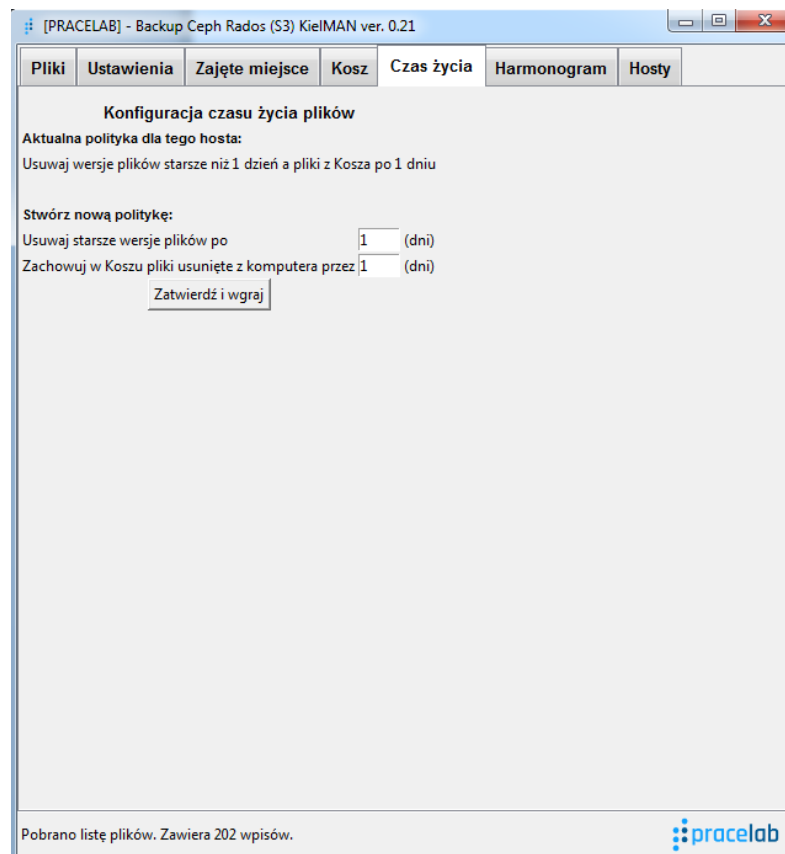 [PRACELAB] - Backup Ceph Rados (S3) KielMAN ver. 0.21
Pliki Ustawienia Zajęte miejsce Kosz Czas życia Harmonogram Hosty
Konfiguracja czasu życia plików
Aktualna polityka dla tego hosta:
Usuwaj wersje plików starsze niż 1 dzień a pliki z Kosza po 1 dniu
Stwórz nową politykę:
Usuwaj starsze wersje plików po 1 (dni)
Zachowuj w Koszu pliki usunięte z komputera przez 1 (dni)
Zatwierdź i wgraj
Pobrano listę plików. Zawiera 202 wpisów.
pracelab